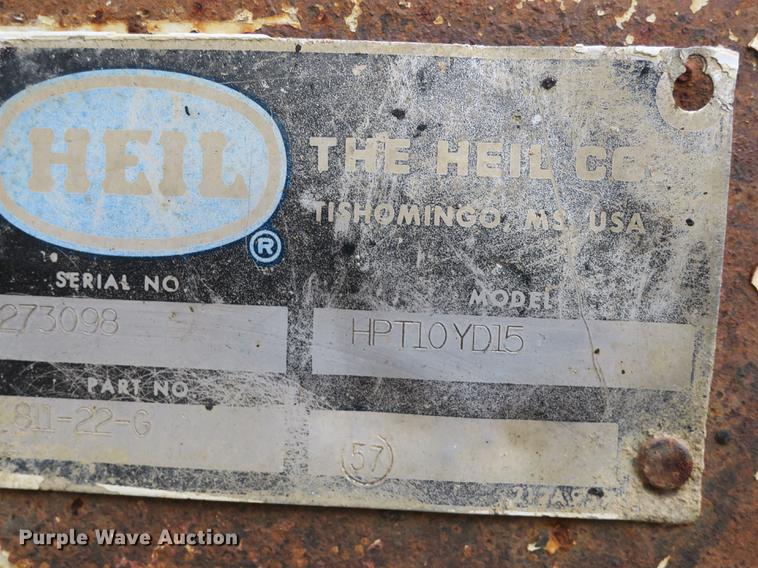 HEIL
®
THE HEIL CO.
TISHOMINGO, MS. USA
SERIAL NO.
MODEL
273098
HPT10YD15
PART NO.
811-22-G
57
Purple Wave Auction